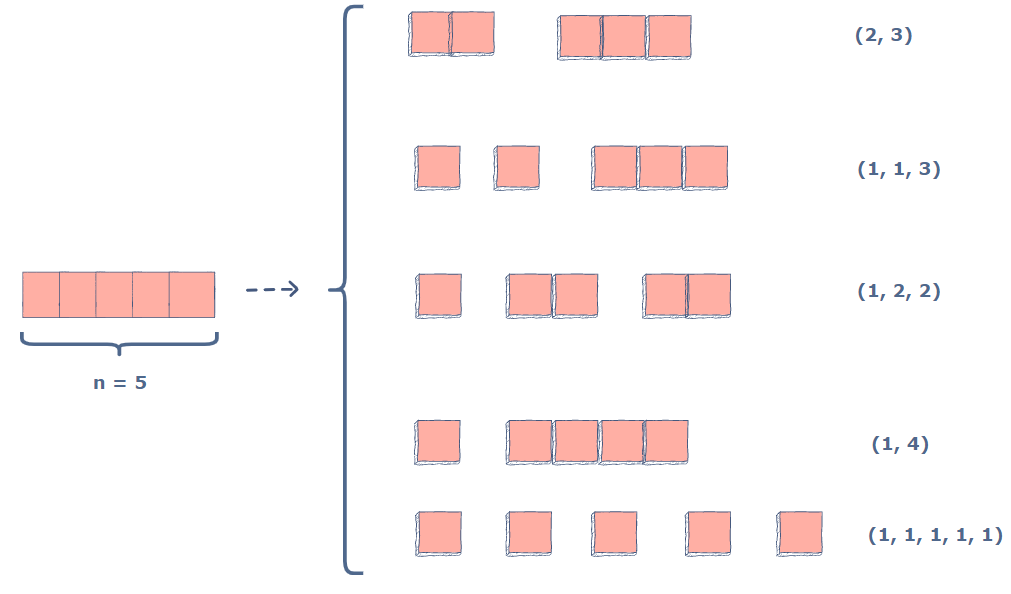 (2, 3)
(1, 1, 3)
(1, 2, 2)
n = 5
(1, 4)
(1, 1, 1, 1, 1)